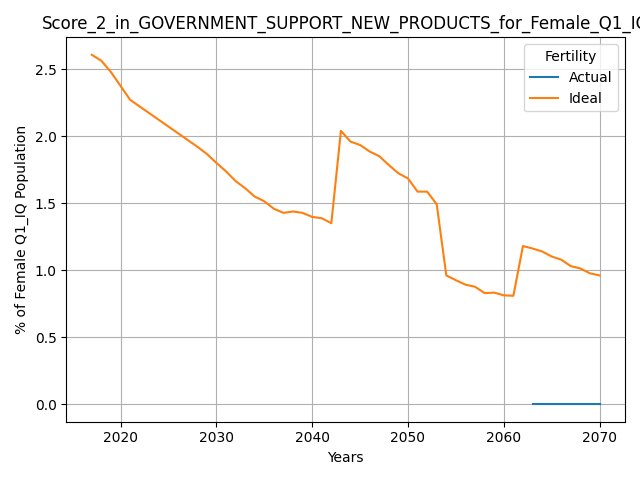 Score_2_in_GOVERNMENT_SUPPORT_NEW_PRODUCTS_for_Female_Q1_IQ
Fertility
Actual
Ideal
% of Female Q1_IQ Population
2.5
2.0
1.5
1.0
0.5
0.0
2020 2030 2040 2050 2060 2070
Years